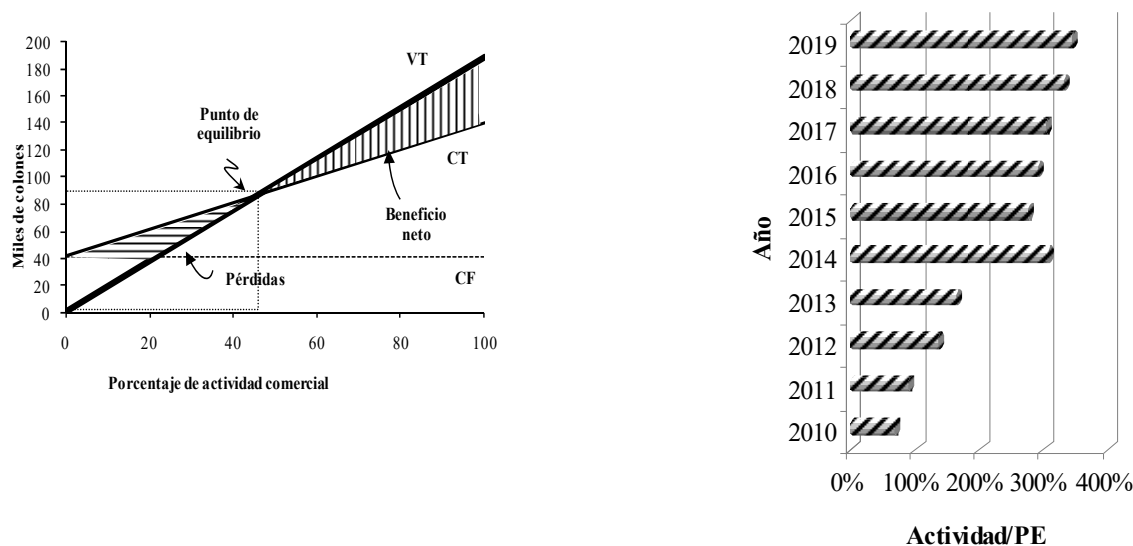 200
180
160
140
120
100
80
60
40
20
0
Miles de colones
VT
Punto de
equilibrio
CT
Beneficio
neto
Pérdidas
CF
0 20 40 60 80 100
Porcentaje de actividad comercial
Año
2019
2018
2017
2016
2015
2014
2013
2012
2011
2010
0% 100% 200% 300% 400%
Actividad/PE